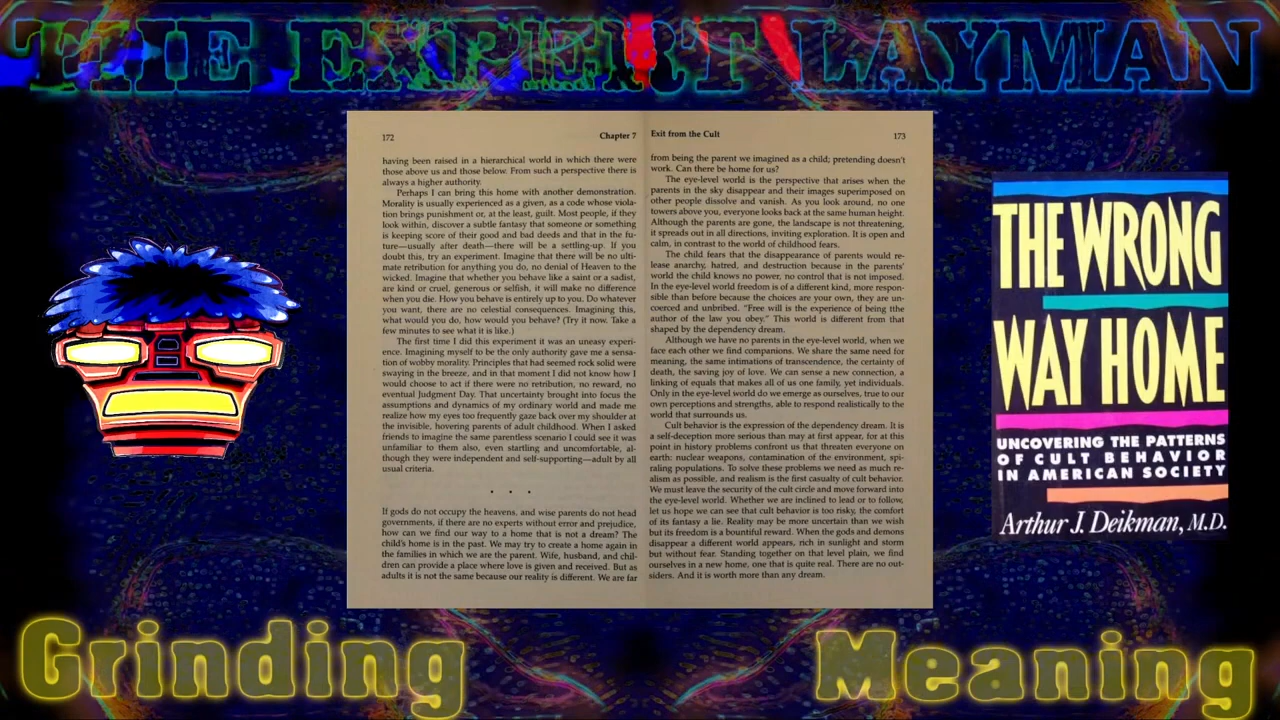 THE EXPERT LAYMAN
172
Chapter 7
having been raised in a hierarchical world in which there were
those above us and those below. From such a perspective there is
always a higher authority.
Perhaps I can bring this home with another demonstration.
Morality is usually experienced as a given, as a code whose viola-
tion brings punishment or, at the least, guilt. Most people, if they
look within, discover a subtle fantasy that someone or something
is keeping score of their good and bad deeds and that in the fu-
ture—usually after death—there will be a settling-up. If you
doubt this, try an experiment. Imagine that there will be no ulti-
mate retribution for anything you do, no denial of Heaven to the
wicked. Imagine that whether you behave like a saint or a sadist,
are kind or cruel, generous or selfish, it will make no difference
when you die. How you behave is entirely up to you. Do whatever
you want, there are no celestial consequences. Imagining this,
what would you do, how would you behave? (Try it now. Take a
few minutes to see what it is like.)
The first time I did this experiment it was an uneasy experi-
ence. Imagining myself to be the only authority gave me a sensa-
tion of wobby morality. Principles that had seemed rock solid were
swaying in the breeze, and in that moment I did not know how I
would choose to act if there were no retribution, no reward, no
eventual Judgment Day. That uncertainty brought into focus the
assumptions and dynamics of my ordinary world and made me
realize how my eyes too frequently gaze back over my shoulder at
the invisible, hovering parents of adult childhood. When I asked
friends to imagine the same parentless scenario I could see it was
unfamiliar to them also, even startling and uncomfortable, al-
though they were independent and self-supporting—adult by all
usual criteria.
. . .
If gods do not occupy the heavens, and wise parents do not head
governments, if there are no experts without error and prejudice,
how can we find our way to a home that is not a dream? The
child's home is in the past. We may try to create a home again in
the families in which we are the parent. Wife, husband, and chil-
dren can provide a place where love is given and received. But as
adults it is not the same because our reality is different. We are far
Exit from the Cult
173
from being the parent we imagined as a child; pretending doesn't
work. Can there be home for us?
The eye-level world is the perspective that arises when the
parents in the sky disappear and their images superimposed on
other people dissolve and vanish. As you look around, no one
towers above you, everyone looks back at the same human height.
Although the parents are gone, the landscape is not threatening,
it spreads out in all directions, inviting exploration. It is open and
calm, in contrast to the world of childhood fears.
The child fears that the disappearance of parents would re-
lease anarchy, hatred, and destruction because in the parents'
world the child knows no power, no control that is not imposed.
In the eye-level world freedom is of a different kind, more respon-
sible than before because the choices are your own, they are un-
coerced and unbribed. "Free will is the experience of being the
author of the law you obey." This world is different from that
shaped by the dependency dream.
Although we have no parents in the eye-level world, when we
face each other we find companions. We share the same need for
meaning, the same intimations of transcendence, the certainty of
death, the saving joy of love. We can sense a new connection, a
linking of equals that makes all of us one family, yet individuals.
Only in the eye-level world do we emerge as ourselves, true to our
own perceptions and strengths, able to respond realistically to the
world that surrounds us.
Cult behavior is the expression of the dependency dream. It is
a self-deception more serious than may at first appear, for at this
point in history problems confront us that threaten everyone on
earth: nuclear weapons, contamination of the environment, spi-
raling populations. To solve these problems we need as much re-
alism as possible, and realism is the first casualty of cult behavior.
We must leave the security of the cult circle and move forward into
the eye-level world. Whether we are inclined to lead or to follow,
let us hope we can see that cult behavior is too risky, the comfort
of its fantasy a lie. Reality may be more uncertain than we wish
but its freedom is a bountiful reward. When the gods and demons
disappear a different world appears, rich in sunlight and storm
but without fear. Standing together on that level plain, we find
ourselves in a new home, one that is quite real. There are no out-
siders. And it is worth more than any dream.
THE WRONG
WAY HOME
UNCOVERING THE PATTERNS
OF CULT BEHAVIOR
IN AMERICAN SOCIETY
Arthur J. Deikman, M.D.
Grinding
Meaning